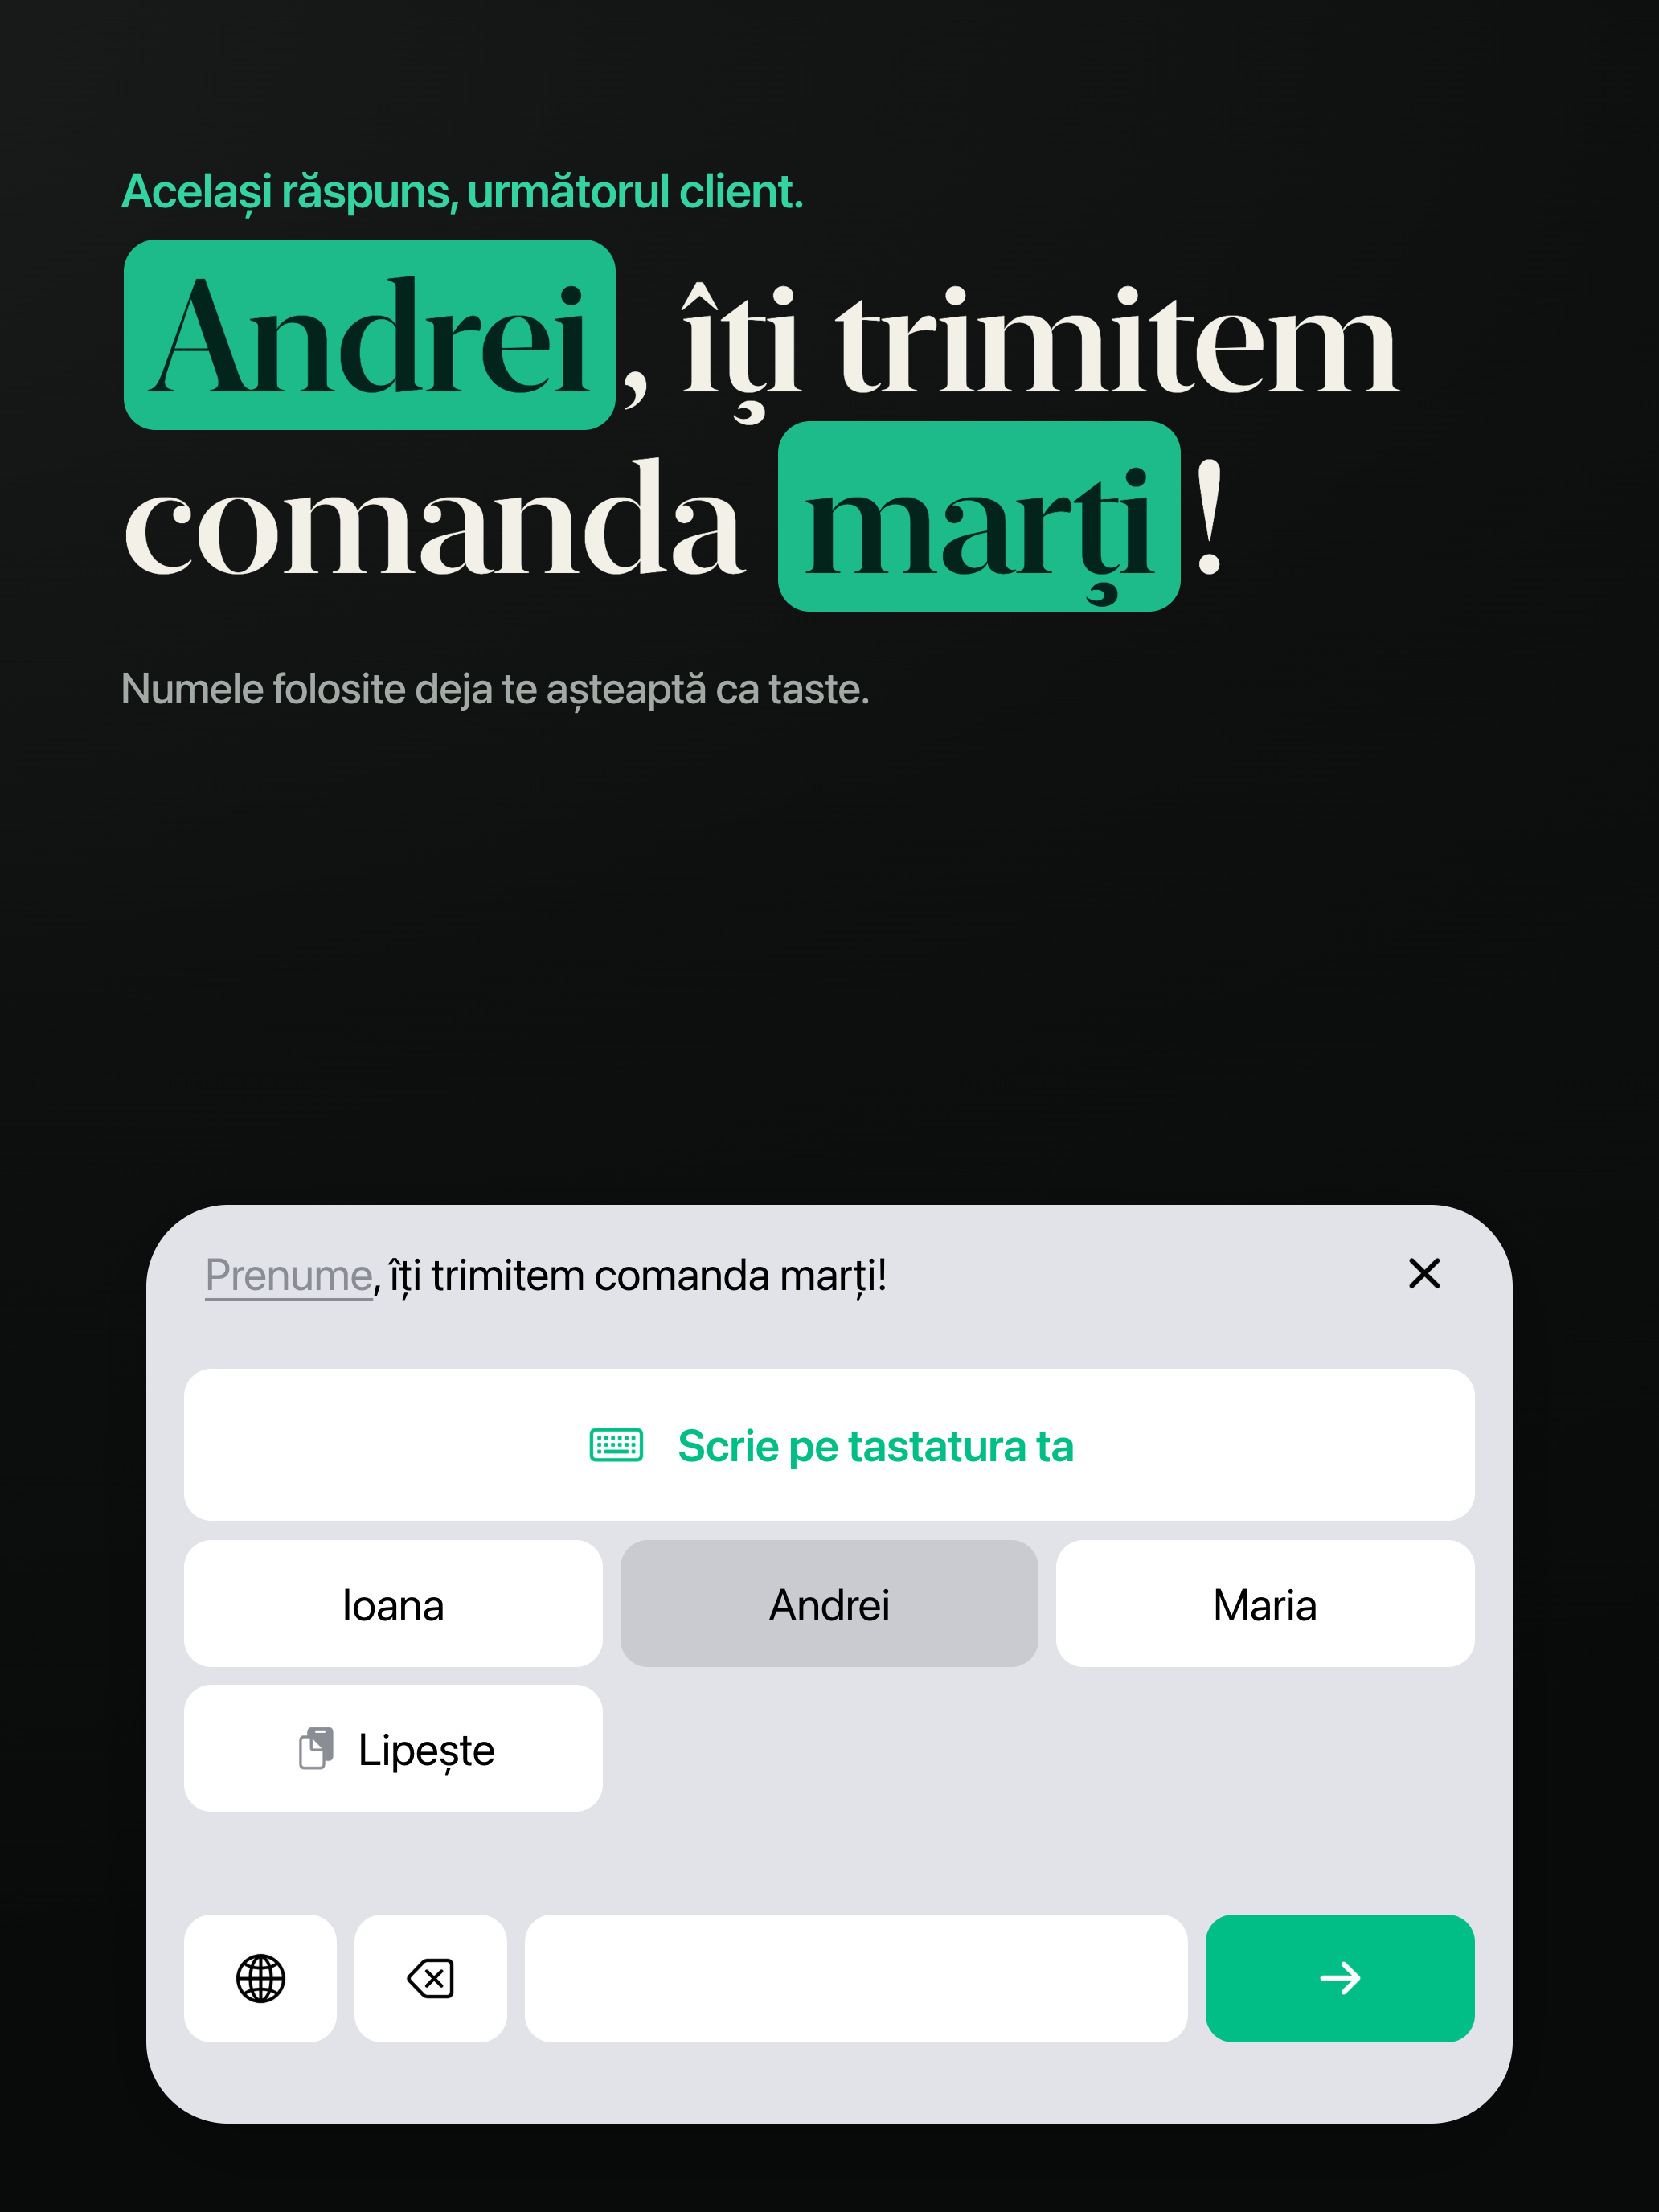 Același răspuns, următorul client.
Andrei, îți trimitem
comanda marți!
Numele folosite deja te așteaptă ca taste.
Prenume, îți trimitem comanda marți!
Scrie pe tastatura ta
Ioana Andrei Maria
Lipește